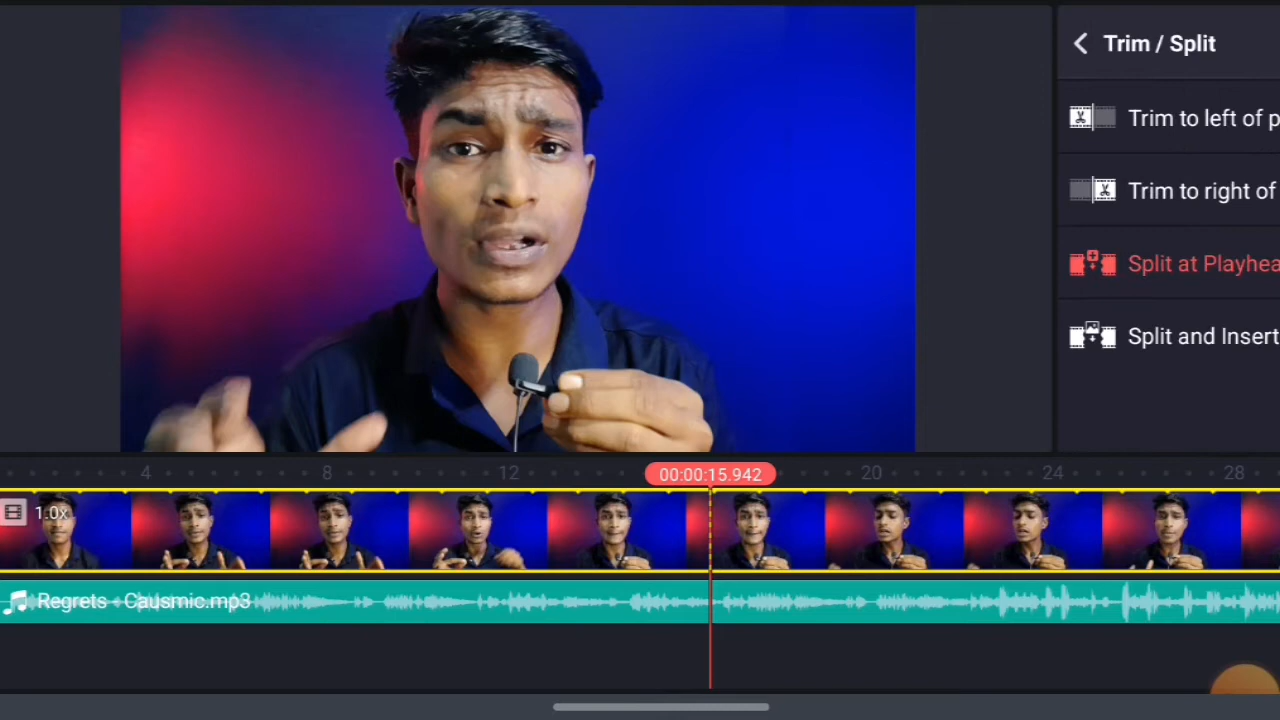 Trim / Split
Trim to left of p
Trim to right of
Split at Playhea
Split and Insert
4 8 12 00:00:15.942 20 24 28
1.0x
Regrets - Causmic.mp3